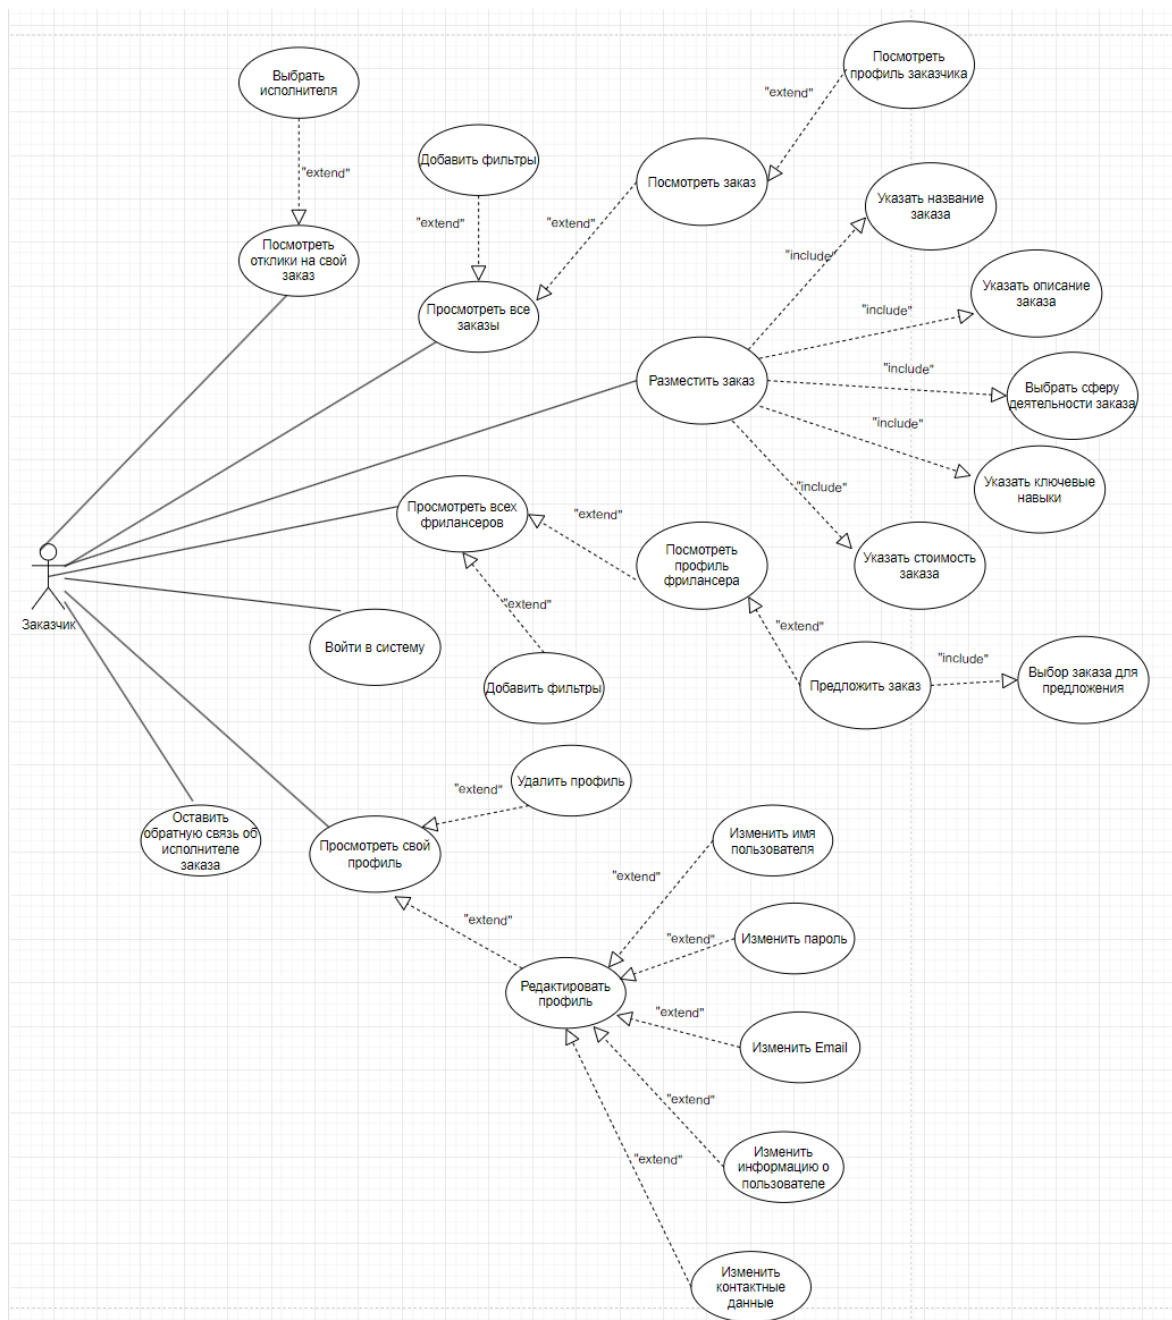 Посмотреть
профиль заказчика
Выбрать
исполнителя
"extend"
Добавить фильтры
"extend"
Посмотреть заказ
Указать название
заказа
"extend"
"extend"
Посмотреть
отклики на свой
заказ
"include"
Указать описание
заказа
Просмотреть все
заказы
"include"
Разместить заказ
"include"
Выбрать сферу
деятельности заказа
"include"
Указать ключевые
навыки
"include"
Просмотреть всех
фрилансеров
"extend"
Посмотреть
профиль
фрилансера
Указать стоимость
заказа
Заказчик
"extend"
"extend"
Войти в систему
"include"
Добавить фильтры
Предложить заказ
Выбор заказа для
предложения
Удалить профиль
"extend"
Оставить
обратную связь об
исполнителе
заказа
Просмотреть свой
профиль
Изменить имя
пользователя
"extend"
"extend"
Изменить пароль
"extend"
Редактировать
профиль
"extend"
Изменить Email
"extend"
Изменить
информацию о
пользователе
"extend"
Изменить
контактные
данные